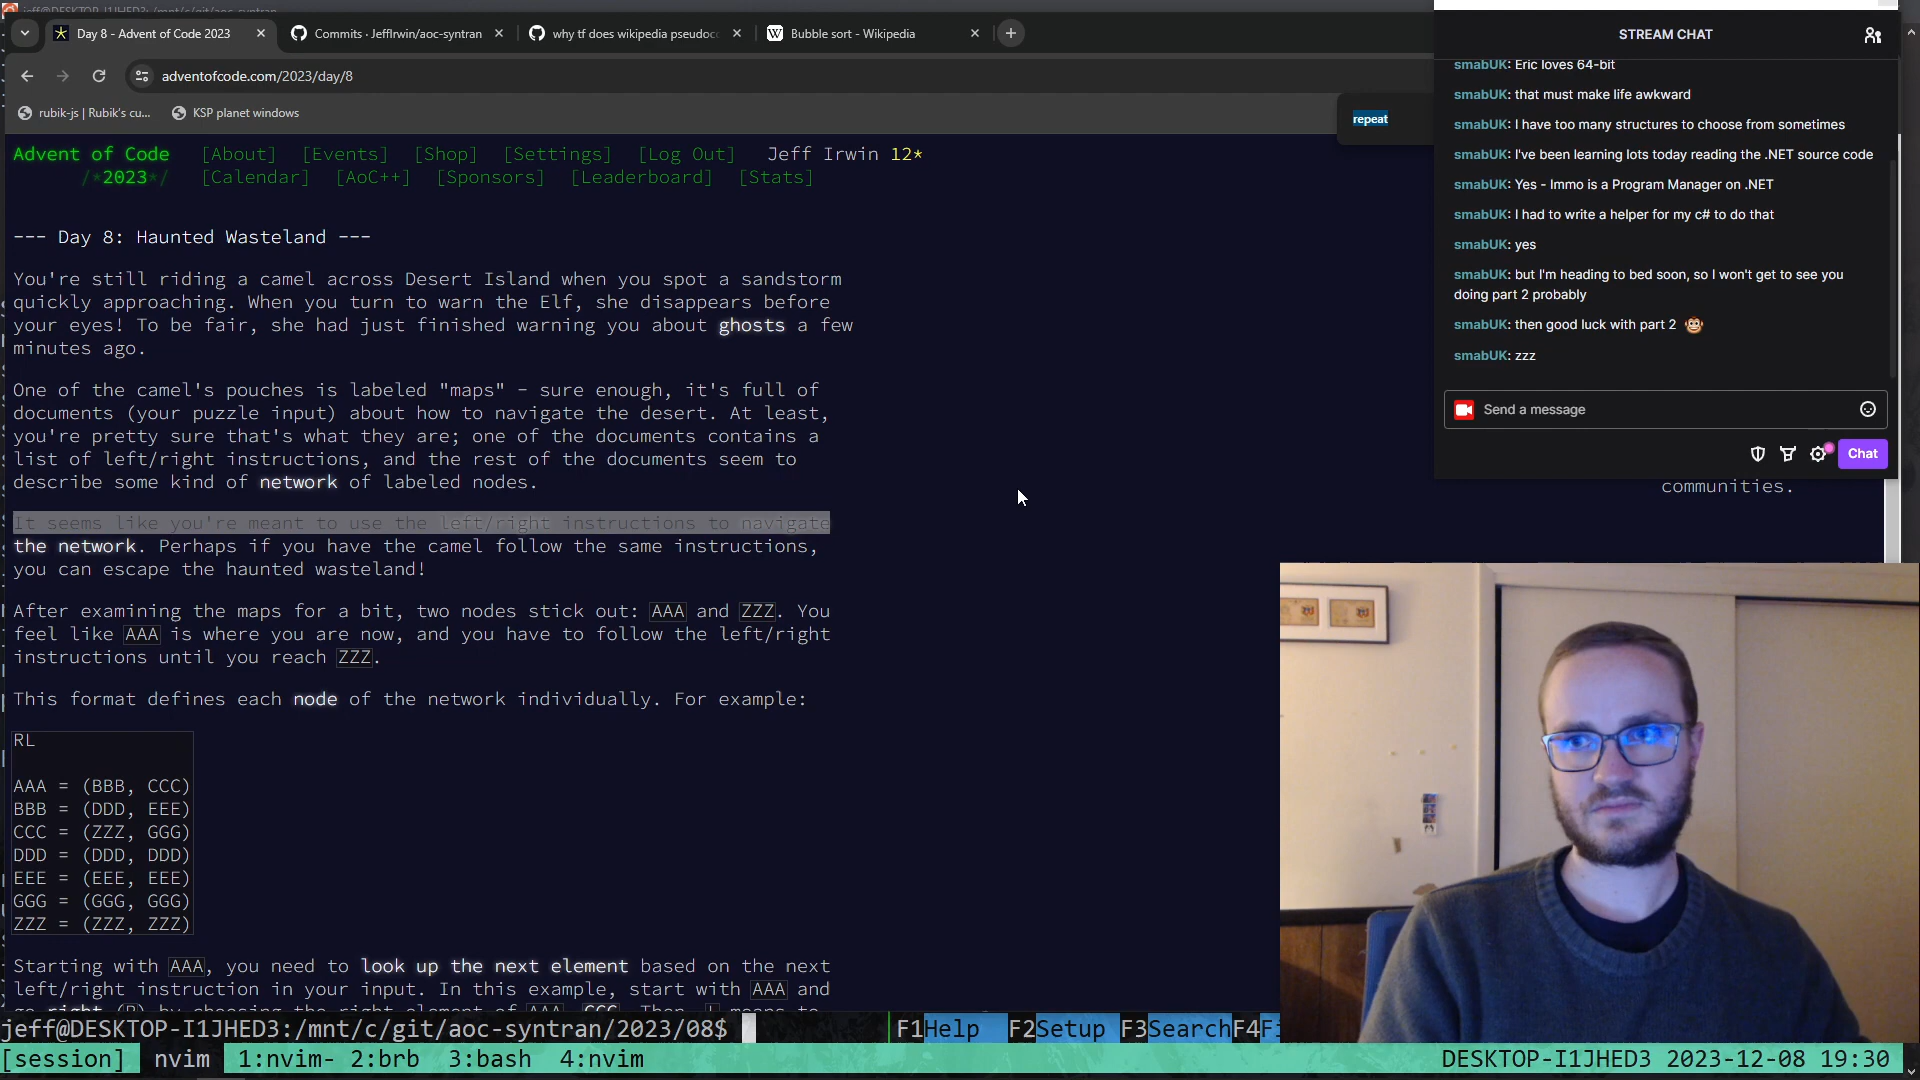 Day 8 - Advent of Code 2023
Commits · JeffIrwin/aoc-syntran
why tf does wikipedia pseudoc
Bubble sort - Wikipedia
adventofcode.com/2023/day/8
rubik-js | Rubik's cu...
KSP planet windows
repeat
Advent of Code [About] [Events] [Shop] [Settings] [Log Out] Jeff Irwin 12*
/*2023*/ [Calendar] [AoC++] [Sponsors] [Leaderboard] [Stats]
--- Day 8: Haunted Wasteland ---
You're still riding a camel across Desert Island when you spot a sandstorm
quickly approaching. When you turn to warn the Elf, she disappears before
your eyes! To be fair, she had just finished warning you about ghosts a few
minutes ago.
One of the camel's pouches is labeled "maps" - sure enough, it's full of
documents (your puzzle input) about how to navigate the desert. At least,
you're pretty sure that's what they are; one of the documents contains a
list of left/right instructions, and the rest of the documents seem to
describe some kind of network of labeled nodes.
It seems like you're meant to use the left/right instructions to navigate
the network. Perhaps if you have the camel follow the same instructions,
you can escape the haunted wasteland!
After examining the maps for a bit, two nodes stick out: AAA and ZZZ. You
feel like AAA is where you are now, and you have to follow the left/right
instructions until you reach ZZZ.
This format defines each node of the network individually. For example:
RL
AAA = (BBB, CCC)
BBB = (DDD, EEE)
CCC = (ZZZ, GGG)
DDD = (DDD, DDD)
EEE = (EEE, EEE)
GGG = (GGG, GGG)
ZZZ = (ZZZ, ZZZ)
Starting with AAA, you need to look up the next element based on the next
left/right instruction in your input. In this example, start with AAA and
go right (R) by choosing the right element of AAA, CCC. Then, L means to
communities.
STREAM CHAT
smabUK: Eric loves 64-bit
smabUK: that must make life awkward
smabUK: I have too many structures to choose from sometimes
smabUK: I've been learning lots today reading the .NET source code
smabUK: Yes - Immo is a Program Manager on .NET
smabUK: I had to write a helper for my c# to do that
smabUK: yes
smabUK: but I'm heading to bed soon, so I won't get to see you
doing part 2 probably
smabUK: then good luck with part 2
smabUK: zzz
Send a message
Chat
jeff@DESKTOP-I1JHED3:/mnt/c/git/aoc-syntran/2023/08$
F1Help F2Setup F3SearchF4Fi
[session] nvim 1:nvim- 2:brb 3:bash 4:nvim
DESKTOP-I1JHED3 2023-12-08 19:30